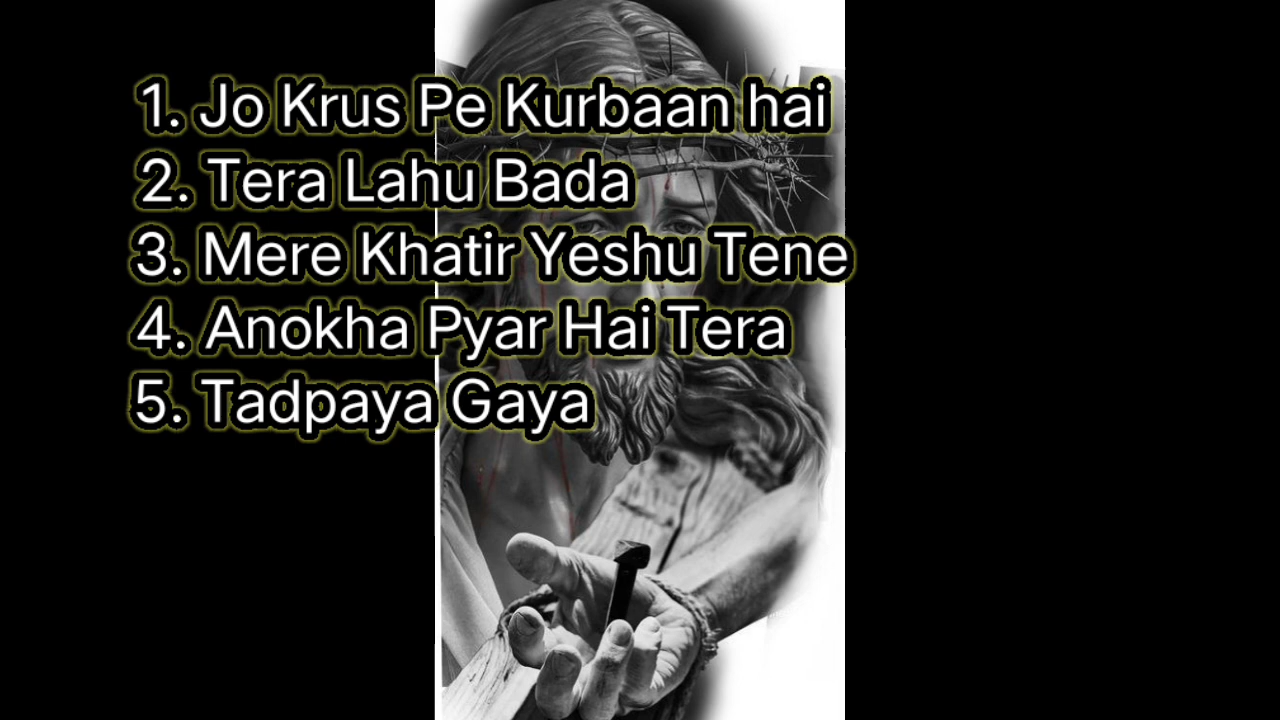 1. Jo Krus Pe Kurbaan hai
2. Tera Lahu Bada
3. Mere Khatir Yeshu Tene
4. Anokha Pyar Hai Tera
5. Tadpaya Gaya